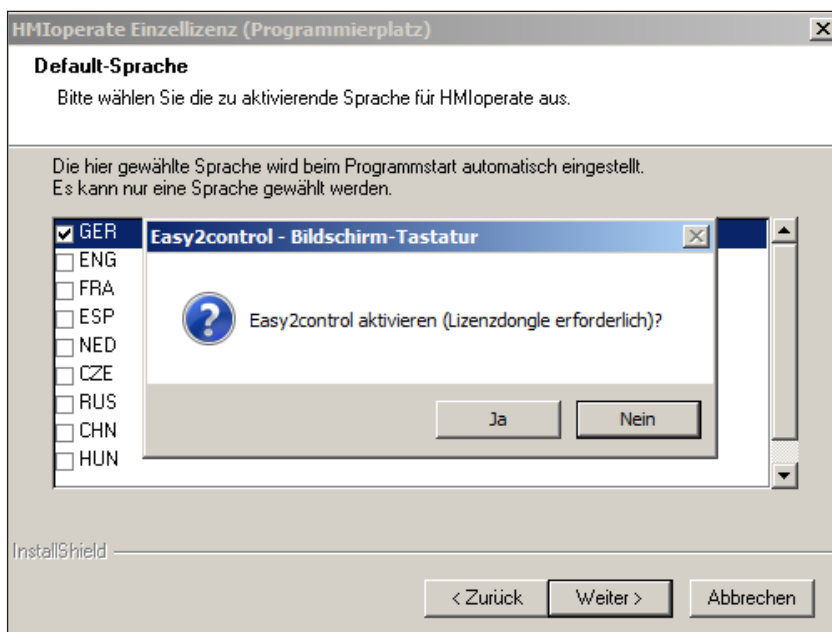 HMIoperate Einzellizenz (Programmierplatz)
Default-Sprache
Bitte wählen Sie die zu aktivierende Sprache für HMIoperate aus.
Die hier gewählte Sprache wird beim Programmstart automatisch eingestellt.
Es kann nur eine Sprache gewählt werden.
GER
ENG
FRA
ESP
NED
CZE
RUS
CHN
HUN
Easy2control - Bildschirm-Tastatur
Easy2control aktivieren (Lizenzdongle erforderlich)?
Ja Nein
InstallShield
< Zurück Weiter > Abbrechen